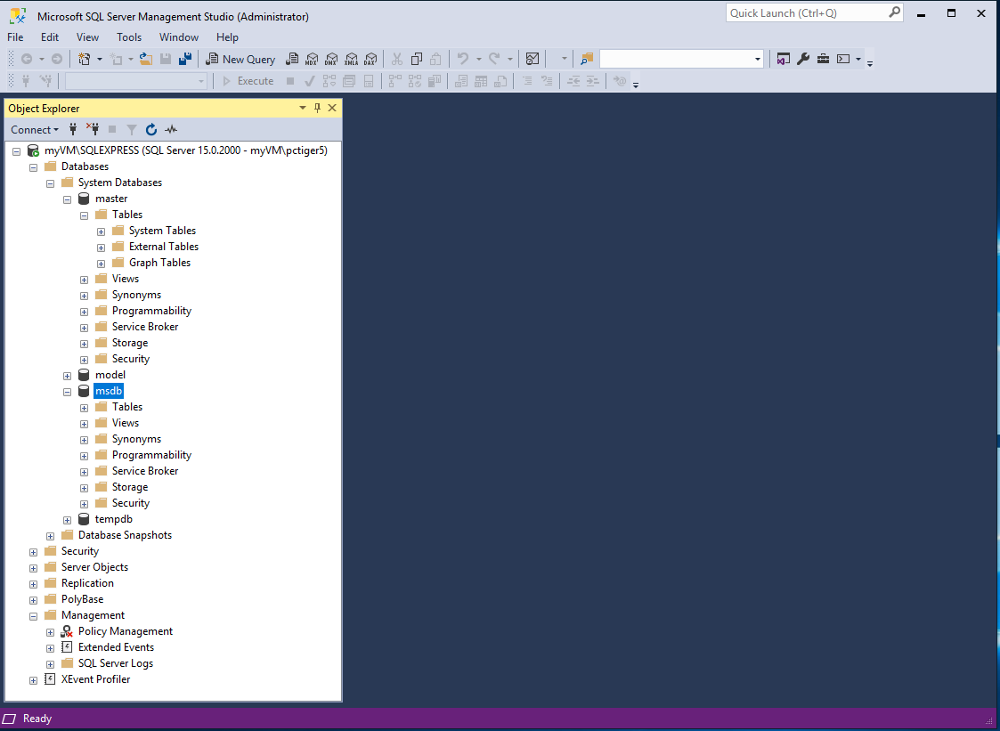 Microsoft SQL Server Management Studio (Administrator)
Quick Launch (Ctrl+Q)
File Edit View Tools Window Help
New Query MDX DMX XMLA DAX
Execute
Object Explorer
Connect
myVM\SQLEXPRESS (SQL Server 15.0.2000 - myVM\pctiger5)
Databases
System Databases
master
Tables
System Tables
External Tables
Graph Tables
Views
Synonyms
Programmability
Service Broker
Storage
Security
model
msdb
Tables
Views
Synonyms
Programmability
Service Broker
Storage
Security
tempdb
Database Snapshots
Security
Server Objects
Replication
PolyBase
Management
Policy Management
Extended Events
SQL Server Logs
XEvent Profiler
Ready